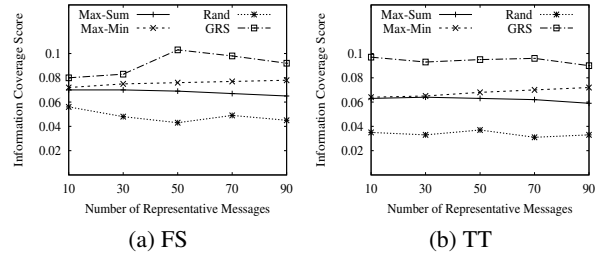 Max-Sum
Max-Min
Rand
GRS
Information Coverage Score
0.1
0.08
0.06
0.04
0.02
10 30 50 70 90
Number of Representative Messages
(a) FS
Max-Sum
Max-Min
Rand
GRS
Information Coverage Score
0.1
0.08
0.06
0.04
0.02
10 30 50 70 90
Number of Representative Messages
(b) TT